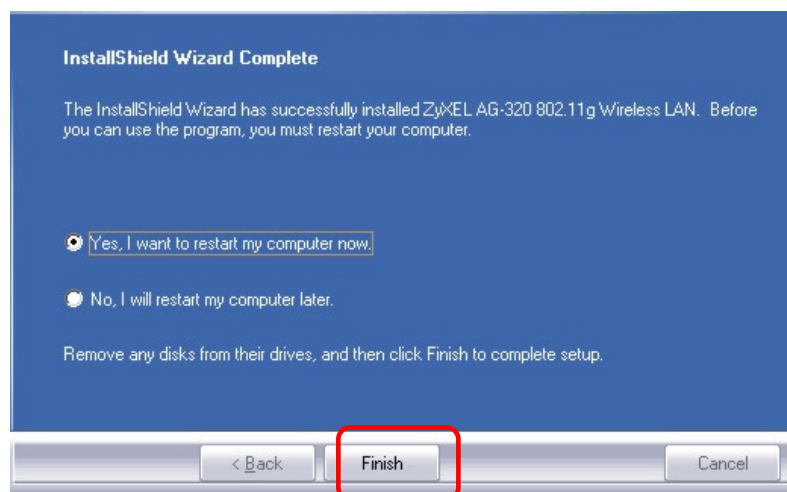 InstallShield Wizard Complete
The InstallShield Wizard has successfully installed ZyXEL AG-320 802.11g Wireless LAN. Before
you can use the program, you must restart your computer.
Yes, I want to restart my computer now.
No, I will restart my computer later.
Remove any disks from their drives, and then click Finish to complete setup.
< Back Finish Cancel